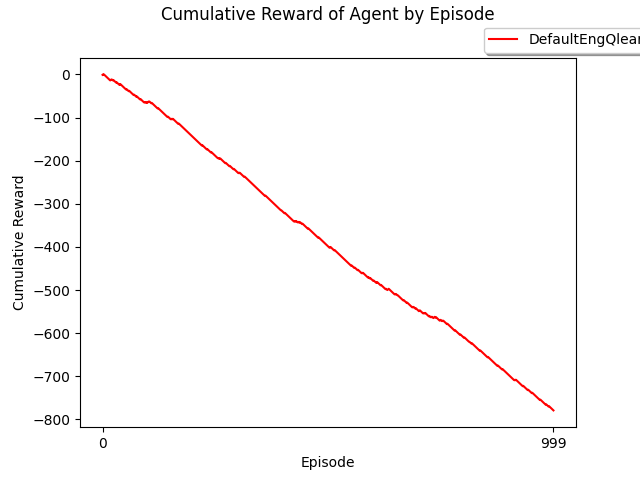 Cumulative Reward of Agent by Episode
DefaultEngQlear
0
−100
−200
−300
−400
−500
−600
−700
−800
Cumulative Reward
0 999
Episode